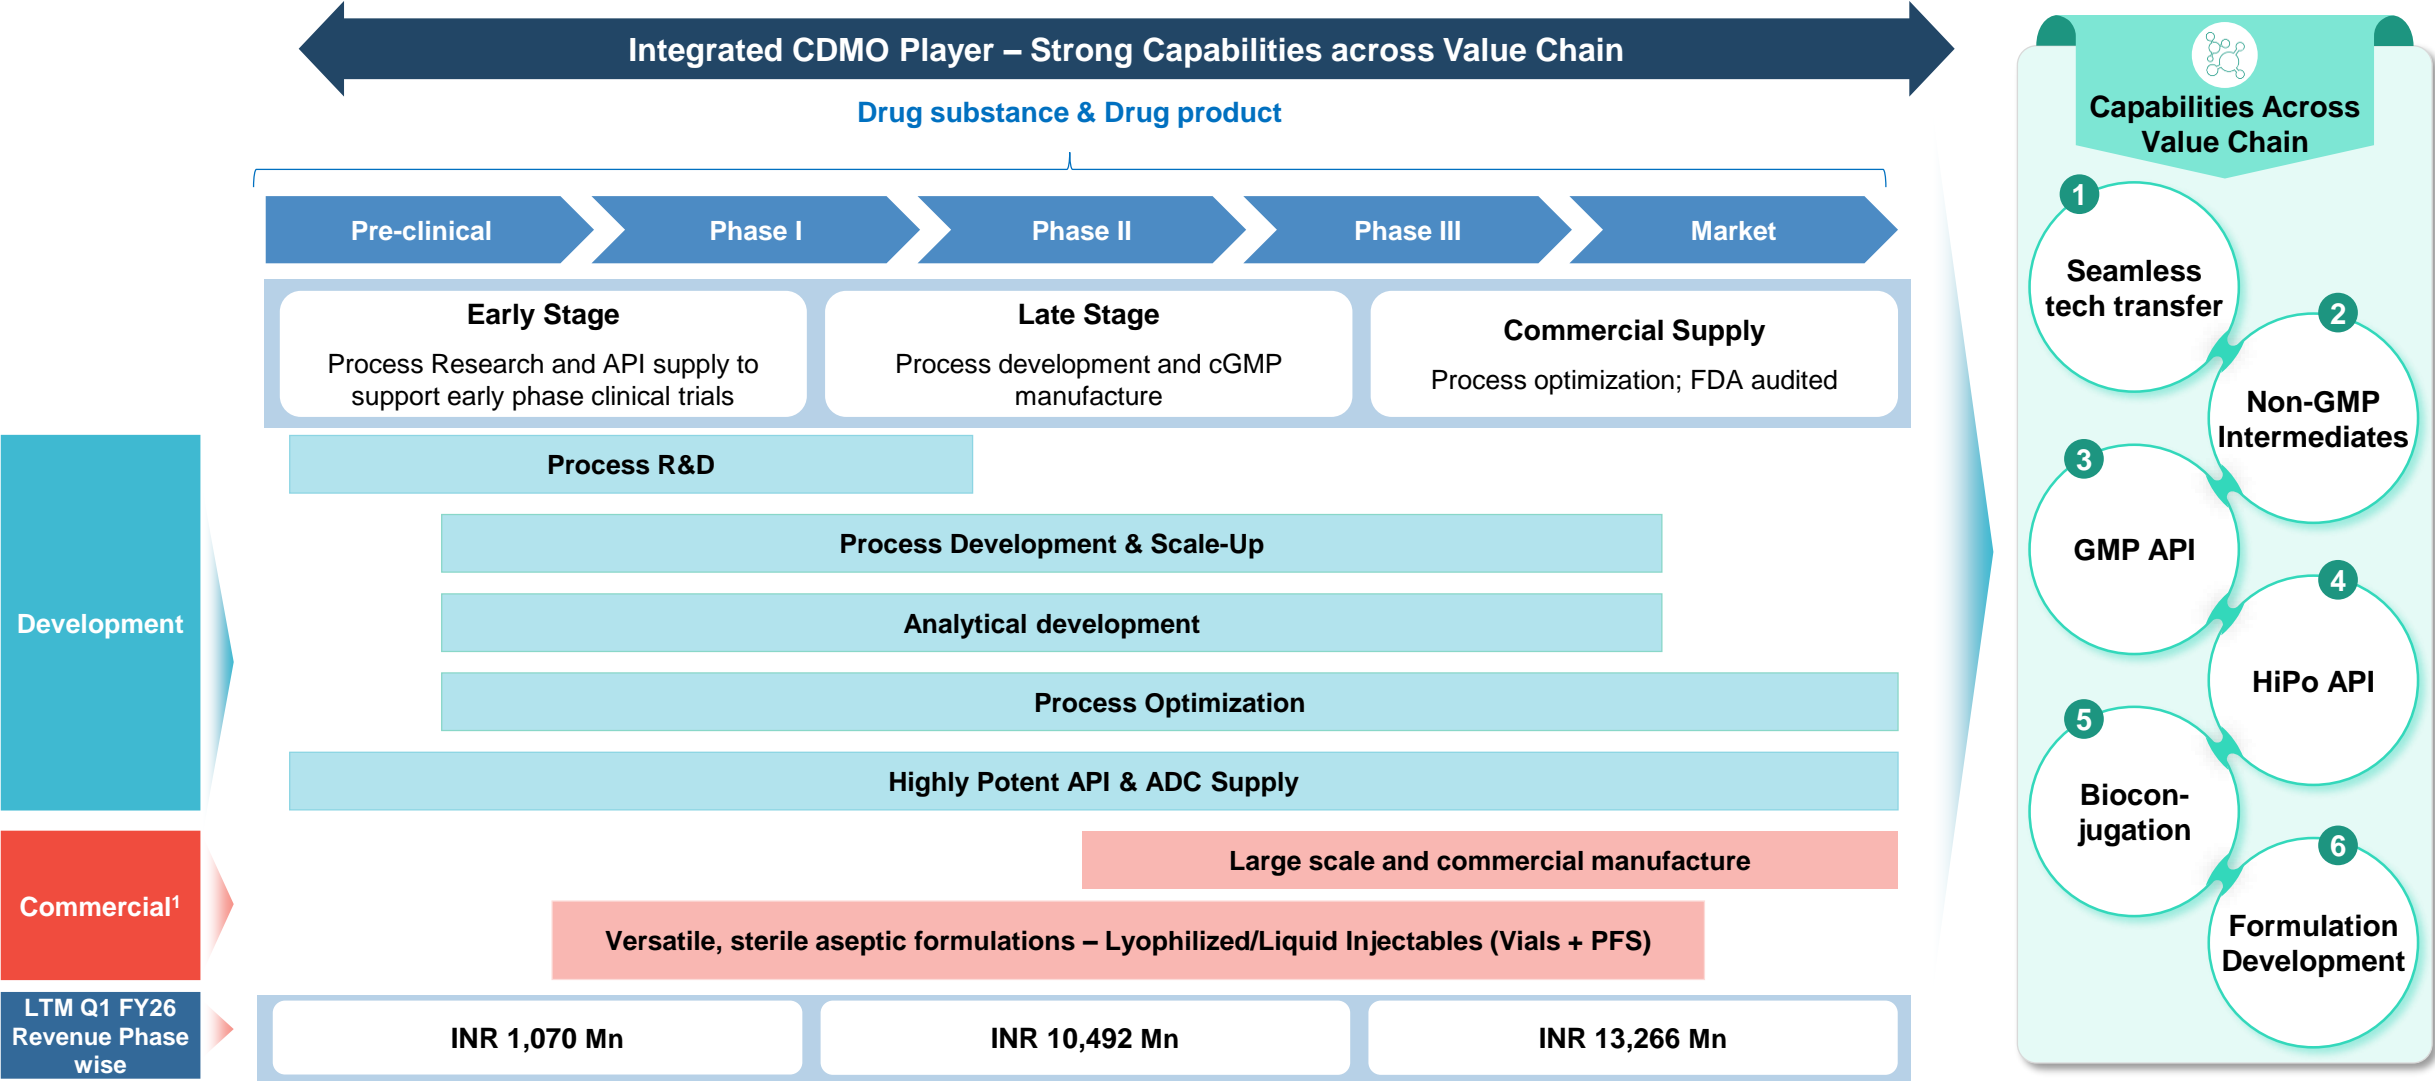 Integrated CDMO Player – Strong Capabilities across Value Chain
Drug substance & Drug product
Pre-clinical
Phase I
Phase II
Phase III
Market
Early Stage
Process Research and API supply to
support early phase clinical trials
Late Stage
Process development and cGMP
manufacture
Commercial Supply
Process optimization; FDA audited
Development
Process R&D
Process Development & Scale-Up
Analytical development
Process Optimization
Highly Potent API & ADC Supply
Commercial¹
Large scale and commercial manufacture
Versatile, sterile aseptic formulations – Lyophilized/Liquid Injectables (Vials + PFS)
LTM Q1 FY26
Revenue Phase
wise
INR 1,070 Mn
INR 10,492 Mn
INR 13,266 Mn
Capabilities Across
Value Chain
1
Seamless
tech transfer
2
Non-GMP
Intermediates
3
GMP API
4
HiPo API
5
Biocon-
jugation
6
Formulation
Development